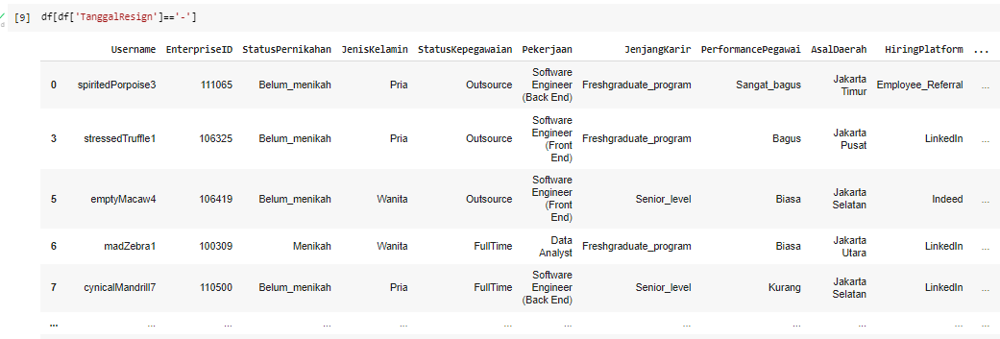 [9] df[df['TanggalResign']=='-']
Username EnterpriseID StatusPernikahan JenisKelamin StatusKepegawaian Pekerjaan JenjangKarir PerformancePegawai AsalDaerah HiringPlatform ...
0 spiritedPorpoise3 111065 Belum_menikah Pria Outsource Software Engineer (Back End) Freshgraduate_program Sangat_bagus Jakarta Timur Employee_Referral ...
3 stressedTruffle1 106325 Belum_menikah Pria Outsource Software Engineer (Front End) Freshgraduate_program Bagus Jakarta Pusat LinkedIn ...
5 emptyMacaw4 106419 Belum_menikah Wanita Outsource Software Engineer (Front End) Senior_level Biasa Jakarta Selatan Indeed ...
6 madZebra1 100309 Menikah Wanita FullTime Data Analyst Freshgraduate_program Biasa Jakarta Utara LinkedIn ...
7 cynicalMandrill7 110500 Belum_menikah Pria FullTime Software Engineer (Back End) Senior_level Kurang Jakarta Selatan LinkedIn ...
... ... ... ... ... ... ... ... ... ... ... ...